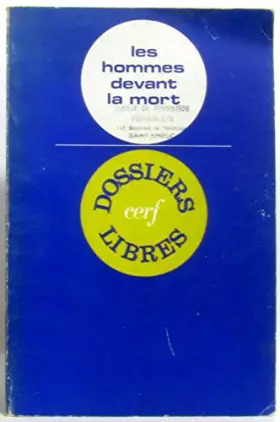 les
hommes
devant
la mort
DOSSIERS
cerf
LIBRES